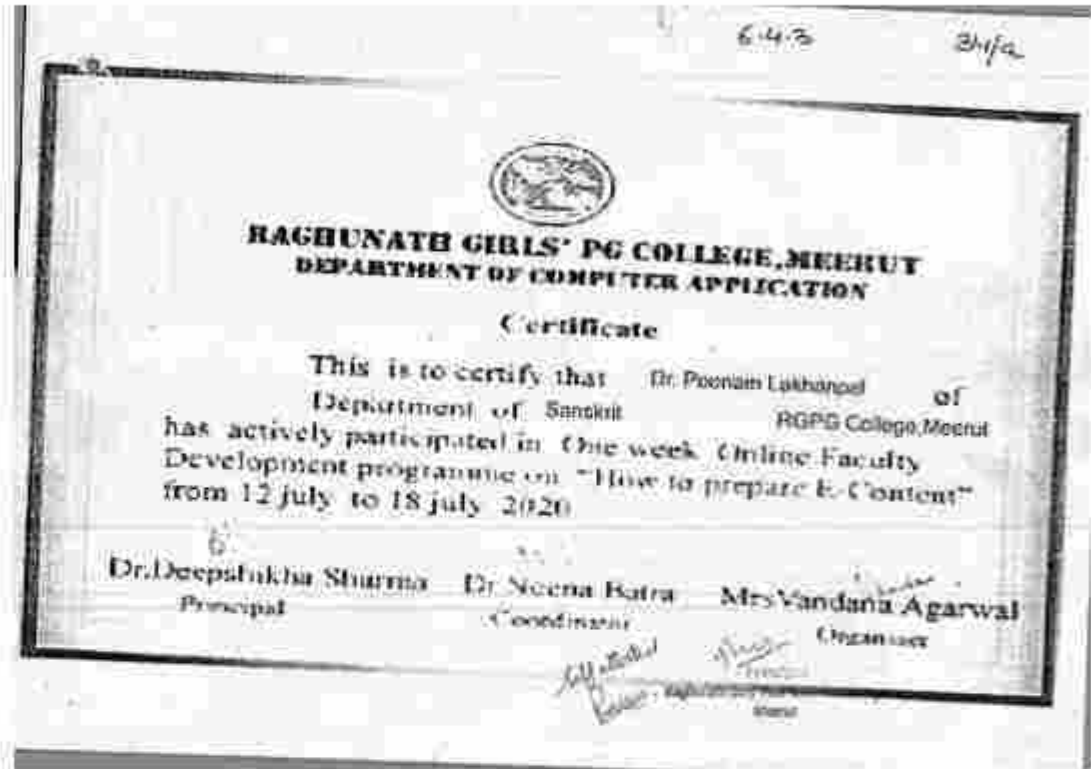 6.4.3
RAGHUNATH GIRLS' PG COLLEGE,MEERUT
DEPARTMENT OF COMPUTER APPLICATION
Certificate
This is to certify that Dr. Poonam Lakhanpal of
Department of Sanskrit RGPG College,Meerut
has actively participated in One week Online Faculty
Development programme on "How to prepare E-Content"
from 12 july to 18 july 2020
Dr.Deepshikha Sharma Dr Neena Batra Mrs Vandana Agarwal
Principal Coordinator Organiser
Self attested